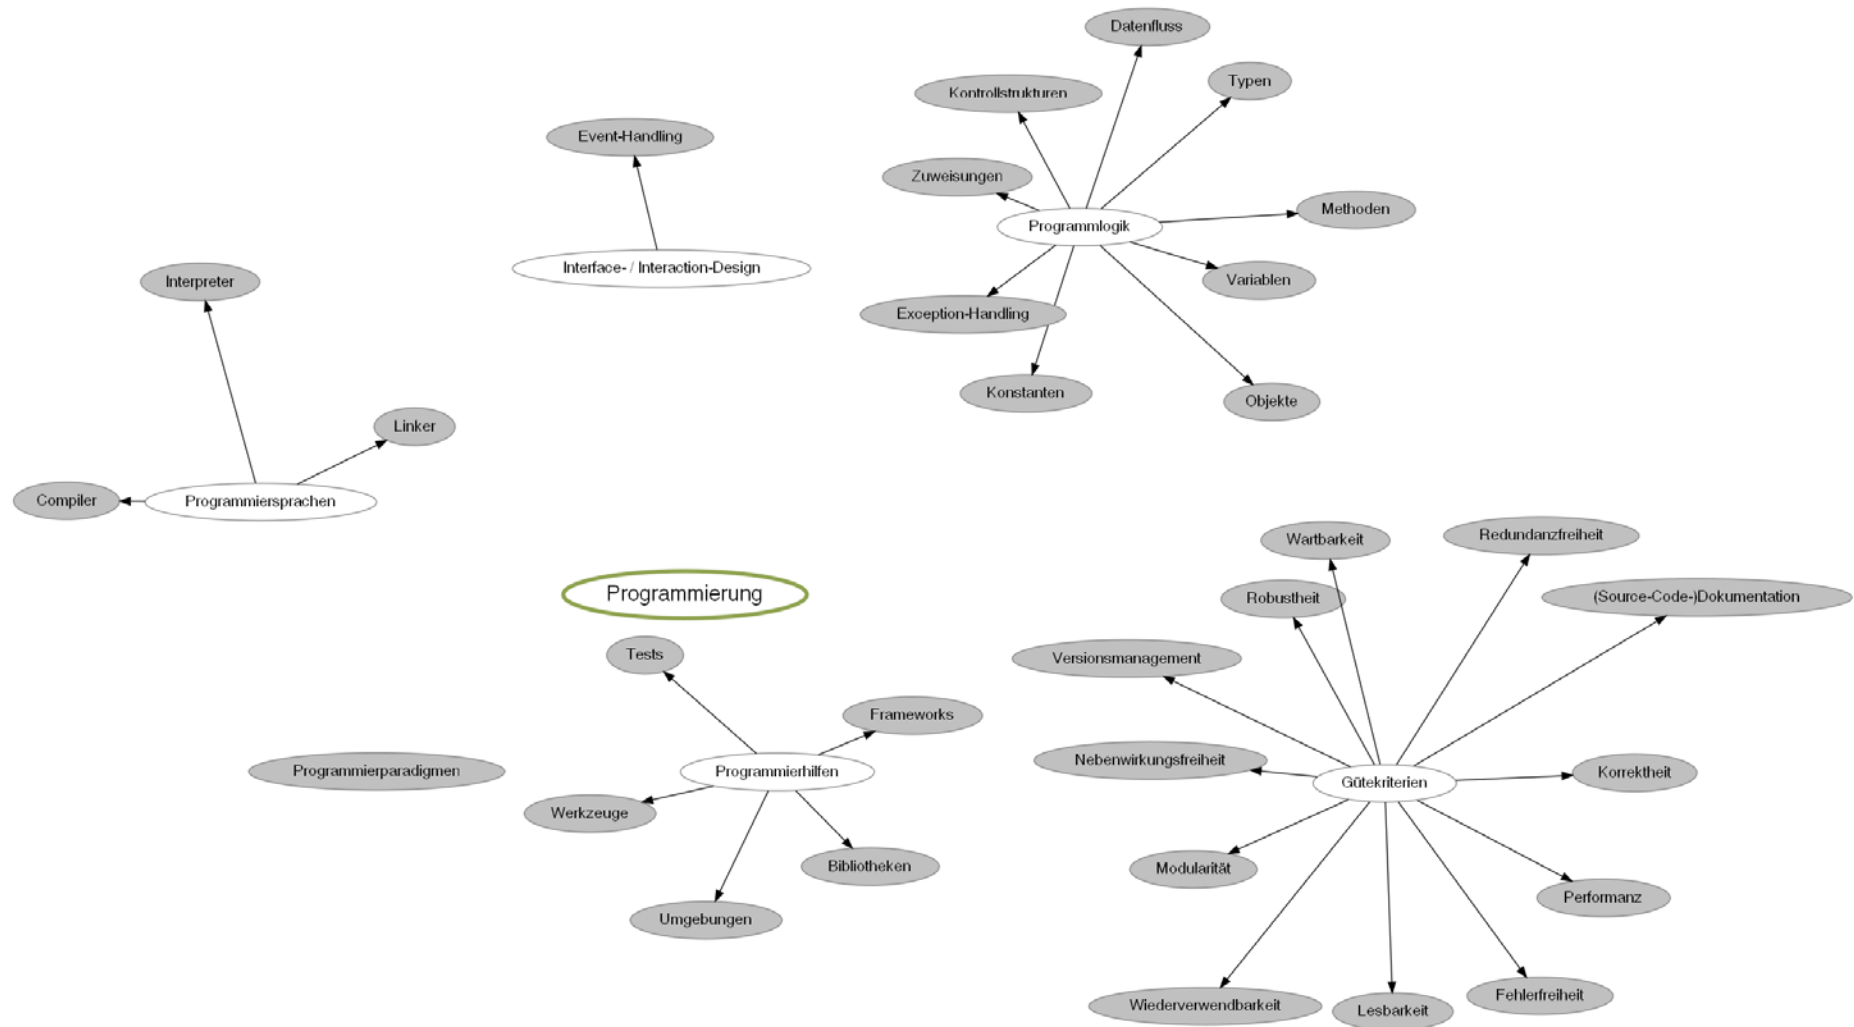 Datenfluss
Typen
Kontrollstrukturen
Event-Handling
Zuweisungen
Methoden
Programmlogik
Interface- / Interaction-Design
Variablen
Interpreter
Exception-Handling
Konstanten
Objekte
Linker
Compiler
Programmiersprachen
Wartbarkeit
Redundanzfreiheit
Programmierung
Robustheit
(Source-Code-)Dokumentation
Tests
Versionsmanagement
Frameworks
Nebenwirkungsfreiheit
Programmierparadigmen
Programmierhilfen
Korrektheit
Gütekriterien
Werkzeuge
Bibliotheken
Modularität
Performanz
Umgebungen
Fehlerfreiheit
Wiederverwendbarkeit
Lesbarkeit